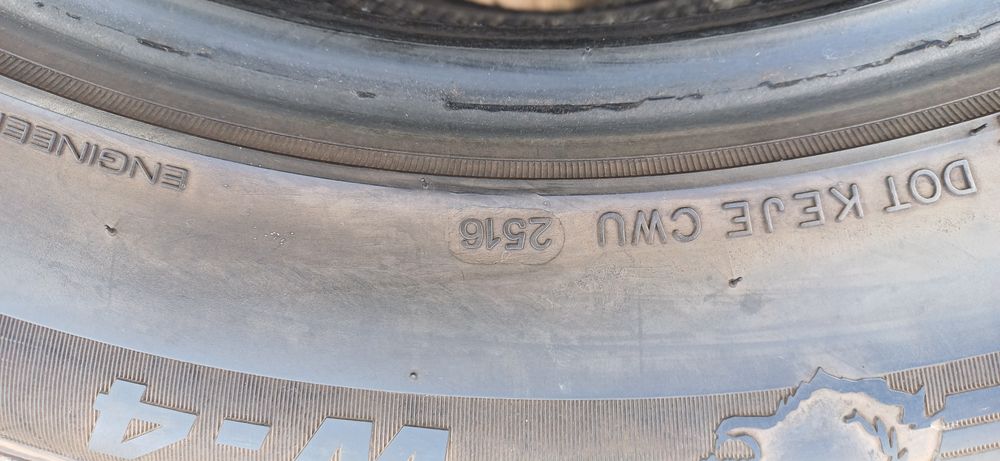 DOT KEJE CWU 2516
ENGINEE
W-4